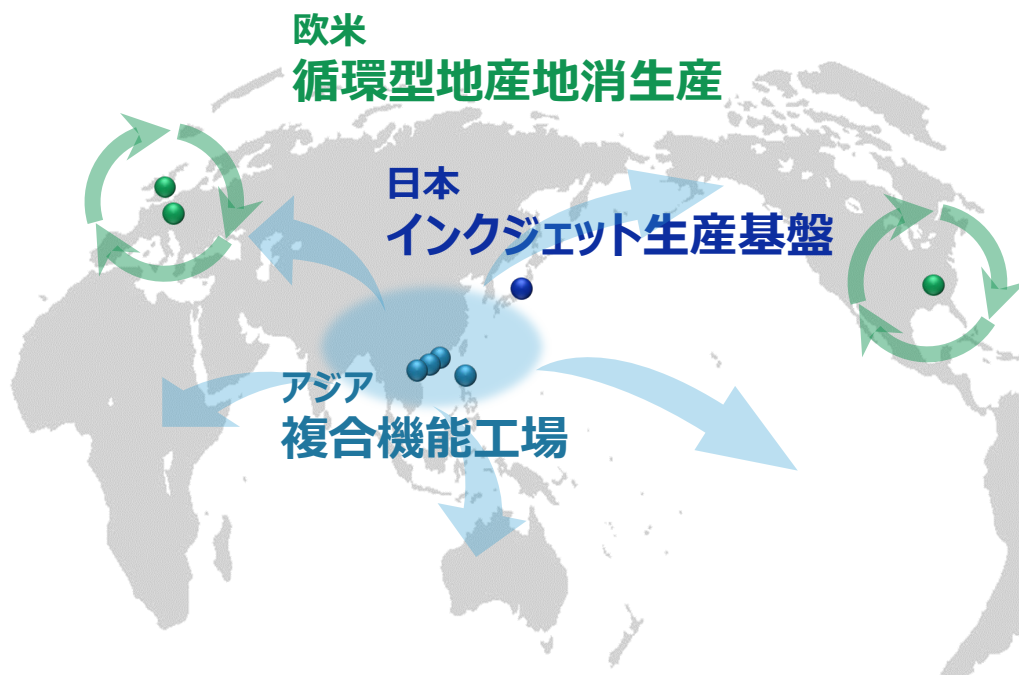 欧米
循環型地産地消生産
日本
インクジェット生産基盤
アジア
複合機能工場